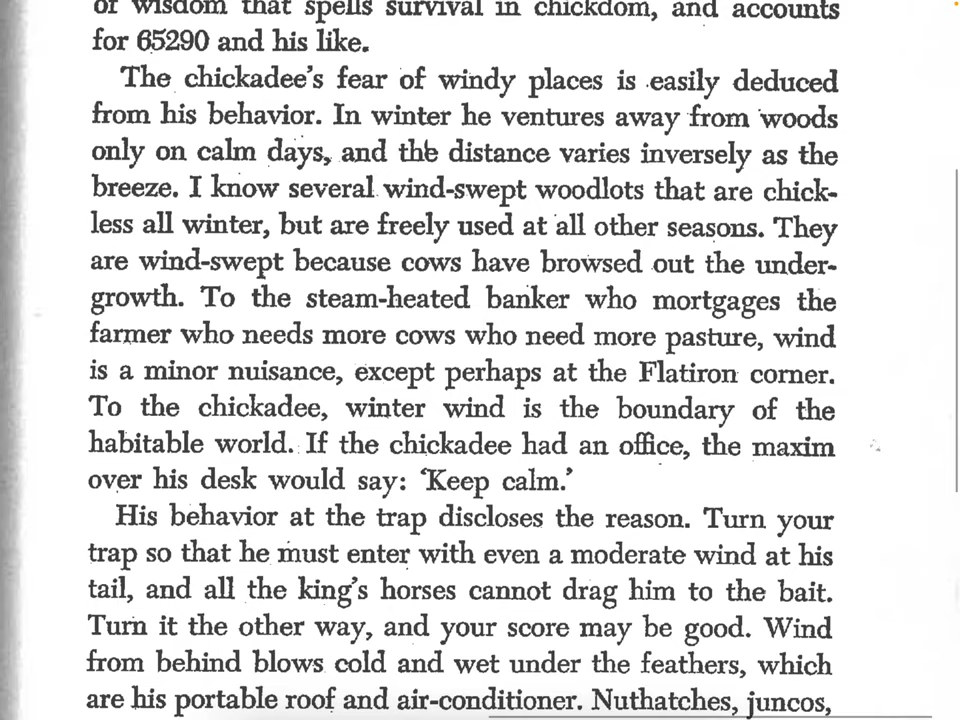 of wisdom that spells survival in chickdom, and accounts
for 65290 and his like.
The chickadee's fear of windy places is easily deduced
from his behavior. In winter he ventures away from woods
only on calm days, and the distance varies inversely as the
breeze. I know several wind-swept woodlots that are chick-
less all winter, but are freely used at all other seasons. They
are wind-swept because cows have browsed out the under-
growth. To the steam-heated banker who mortgages the
farmer who needs more cows who need more pasture, wind
is a minor nuisance, except perhaps at the Flatiron corner.
To the chickadee, winter wind is the boundary of the
habitable world. If the chickadee had an office, the maxim
over his desk would say: ‘Keep calm.’
His behavior at the trap discloses the reason. Turn your
trap so that he must enter with even a moderate wind at his
tail, and all the king's horses cannot drag him to the bait.
Turn it the other way, and your score may be good. Wind
from behind blows cold and wet under the feathers, which
are his portable roof and air-conditioner. Nuthatches, juncos,